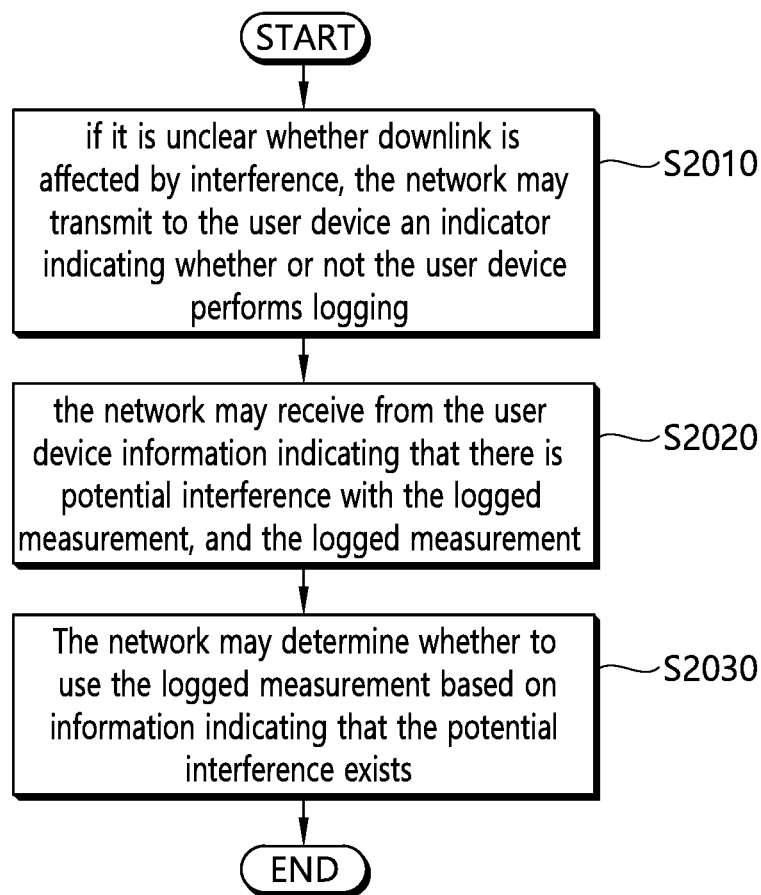 START
if it is unclear whether downlink is
affected by interference, the network may
transmit to the user device an indicator
indicating whether or not the user device
performs logging
S2010
the network may receive from the user
device information indicating that there is
potential interference with the logged
measurement, and the logged measurement
S2020
The network may determine whether to
use the logged measurement based on
information indicating that the potential
interference exists
S2030
END